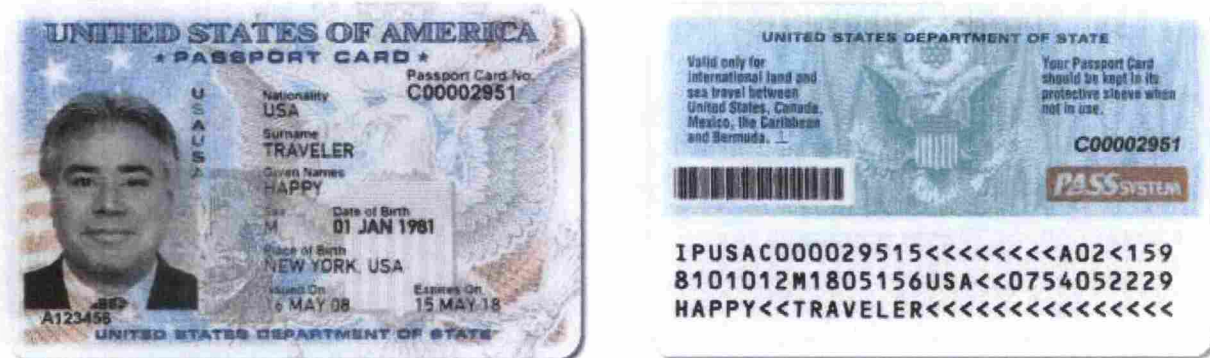 UNITED STATES OF AMERICA
★ PASSPORT CARD ★
Passport Card No.
C00002951
USAUSA
Nationality
USA
Surname
TRAVELER
Given Names
HAPPY
Sex
M
Date of Birth
01 JAN 1981
Place of Birth
NEW YORK, USA
Issued On
16 MAY 08
Expires On
15 MAY 18
A123456
UNITED STATES DEPARTMENT OF STATE
UNITED STATES DEPARTMENT OF STATE
Valid only for
international land and
sea travel between
United States, Canada,
Mexico, the Caribbean
and Bermuda.
Your Passport Card
should be kept in its
protective sleeve when
not in use.
C00002951
PASS SYSTEM
IPUSAC000029515<<<<<<<<A02<159
8101012M1805156USA<<0754052229
HAPPY<<TRAVELER<<<<<<<<<<<<<<<